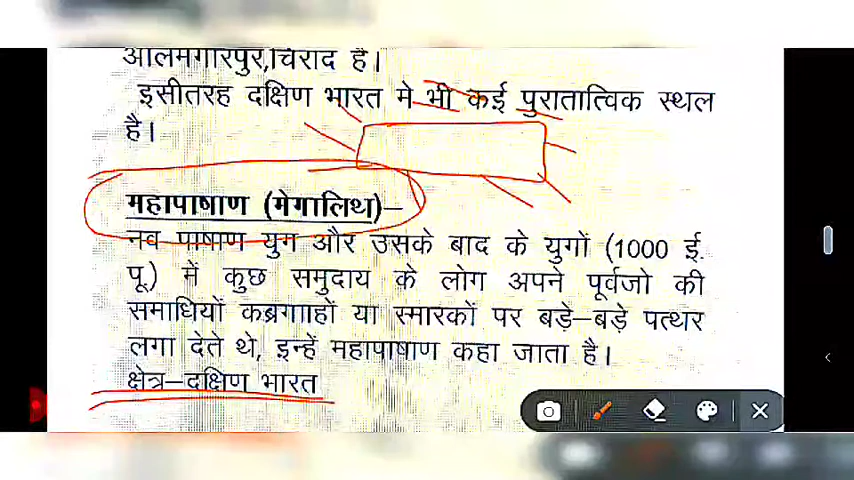 आलमगीरपुर,चिराद है।
इसीतरह दक्षिण भारत मे भी कई पुरातात्विक स्थल
है।
महापाषाण (मेगालिथ)–
नव पाषाण युग और उसके बाद के युगों (1000 ई.
पू.) में कुछ समुदाय के लोग अपने पूर्वजो की
समाधियों कब्रगााहों या स्मारकों पर बड़े–बड़े पत्थर
लगा देते थे, इन्हें महापाषाण कहा जाता है।
क्षेत्र–दक्षिण भारत